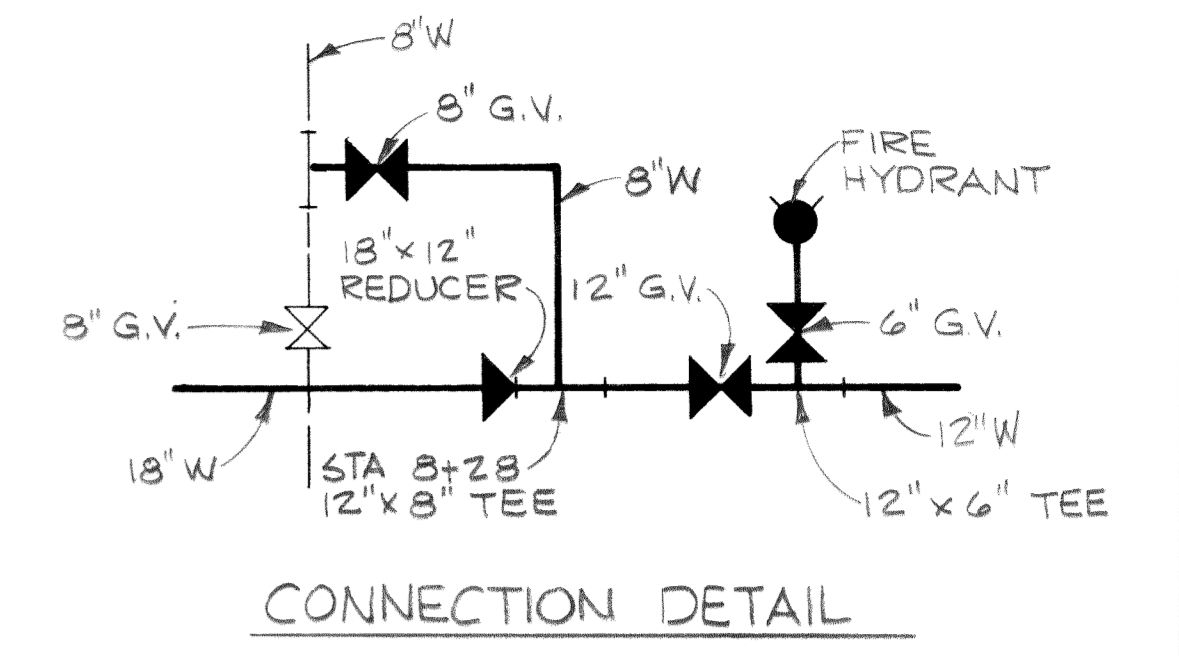 8"W
8" G.V.
FIRE
HYDRANT
8"W
18"x12"
REDUCER
12" G.V.
8" G.V.
6" G.V.
12"W
18"W
STA 8+28
12"x8" TEE
12"x6" TEE
CONNECTION DETAIL